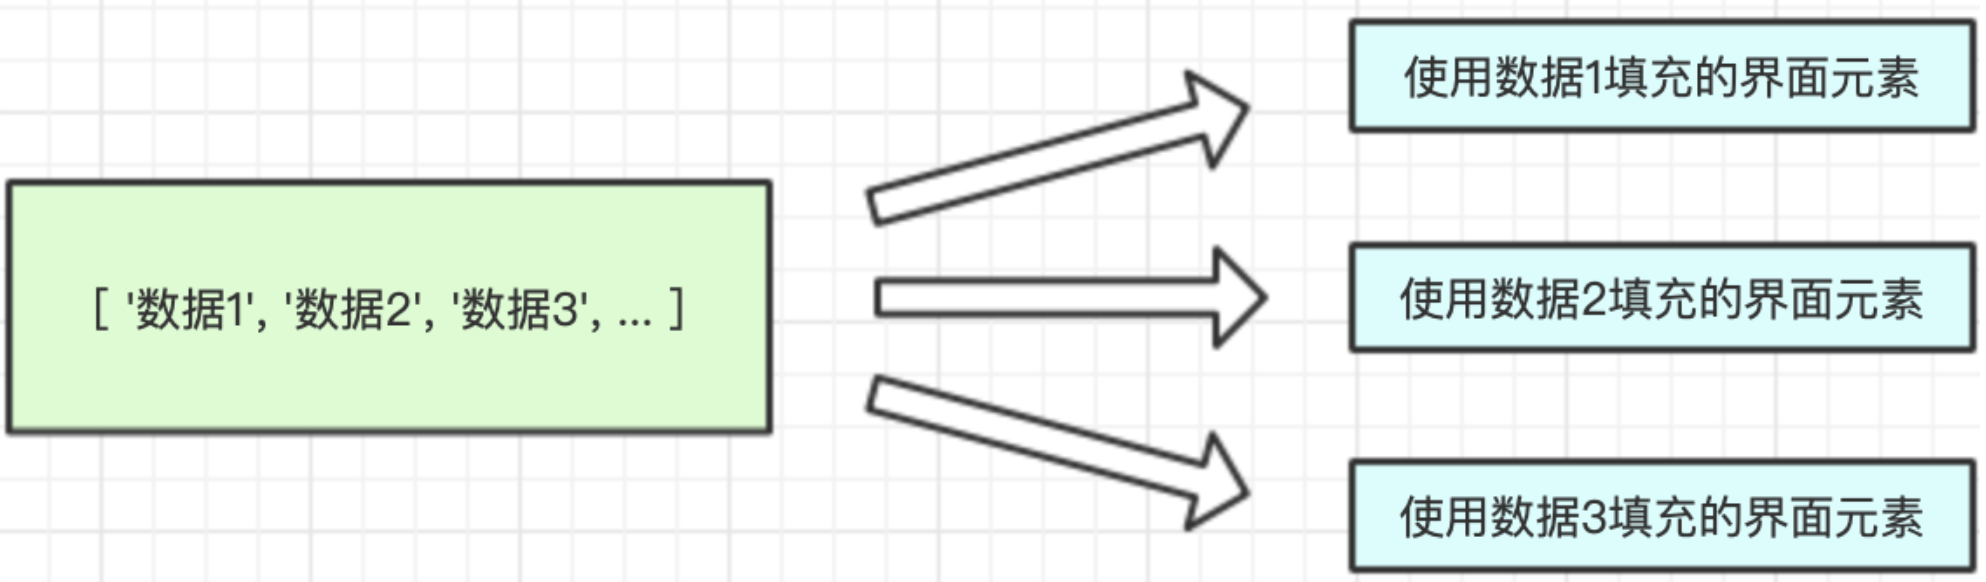 [ '数据1', '数据2', '数据3', ... ]
使用数据1填充的界面元素
使用数据2填充的界面元素
使用数据3填充的界面元素